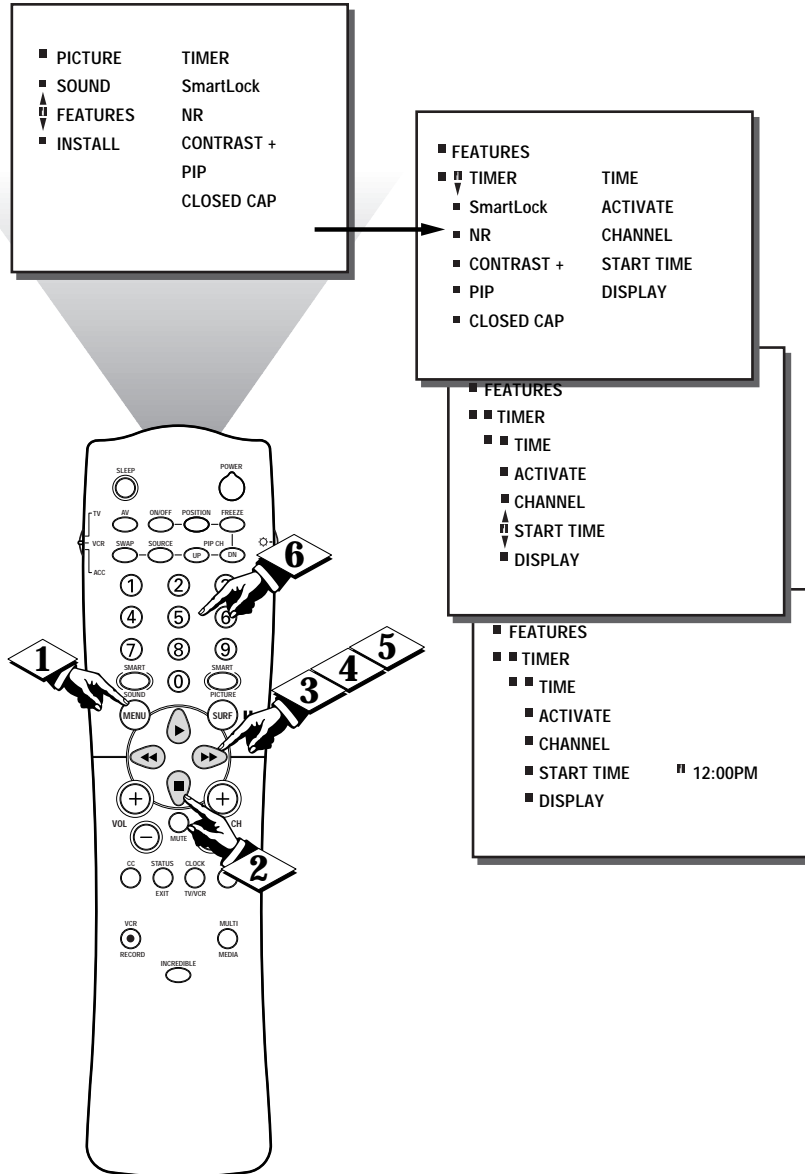 PICTURE TIMER
SOUND SmartLock
FEATURES NR
INSTALL CONTRAST +
PIP
CLOSED CAP
FEATURES
TIMER TIME
SmartLock ACTIVATE
NR CHANNEL
CONTRAST + START TIME
PIP DISPLAY
CLOSED CAP
FEATURES
TIMER
TIME
ACTIVATE
CHANNEL
START TIME
DISPLAY
FEATURES
TIMER
TIME
ACTIVATE
CHANNEL
START TIME 12:00PM
DISPLAY
SLEEP POWER
TV AV ON/OFF POSITION FREEZE
VCR SWAP SOURCE PIP CH
UP DN
ACC
6
1 2 3
4 5 6
7 8 9
1
3 4 5
SMART 0 SMART
SOUND PICTURE
MENU SURF
VOL CH
MUTE
2
CC STATUS CLOCK
EXIT TV/VCR
VCR MULTI
RECORD MEDIA
INCREDIBLE